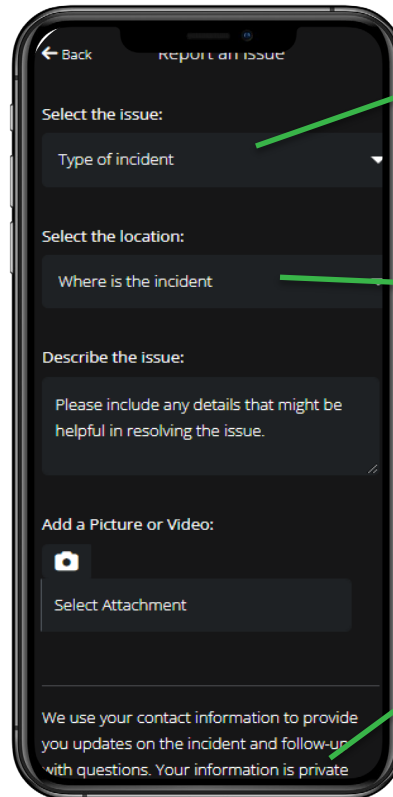 Back Report an issue
Select the issue:
Type of incident
Select the location:
Where is the incident
Describe the issue:
Please include any details that might be
helpful in resolving the issue.
Add a Picture or Video:
Select Attachment
We use your contact information to provide
you updates on the incident and follow-up
with questions. Your information is private